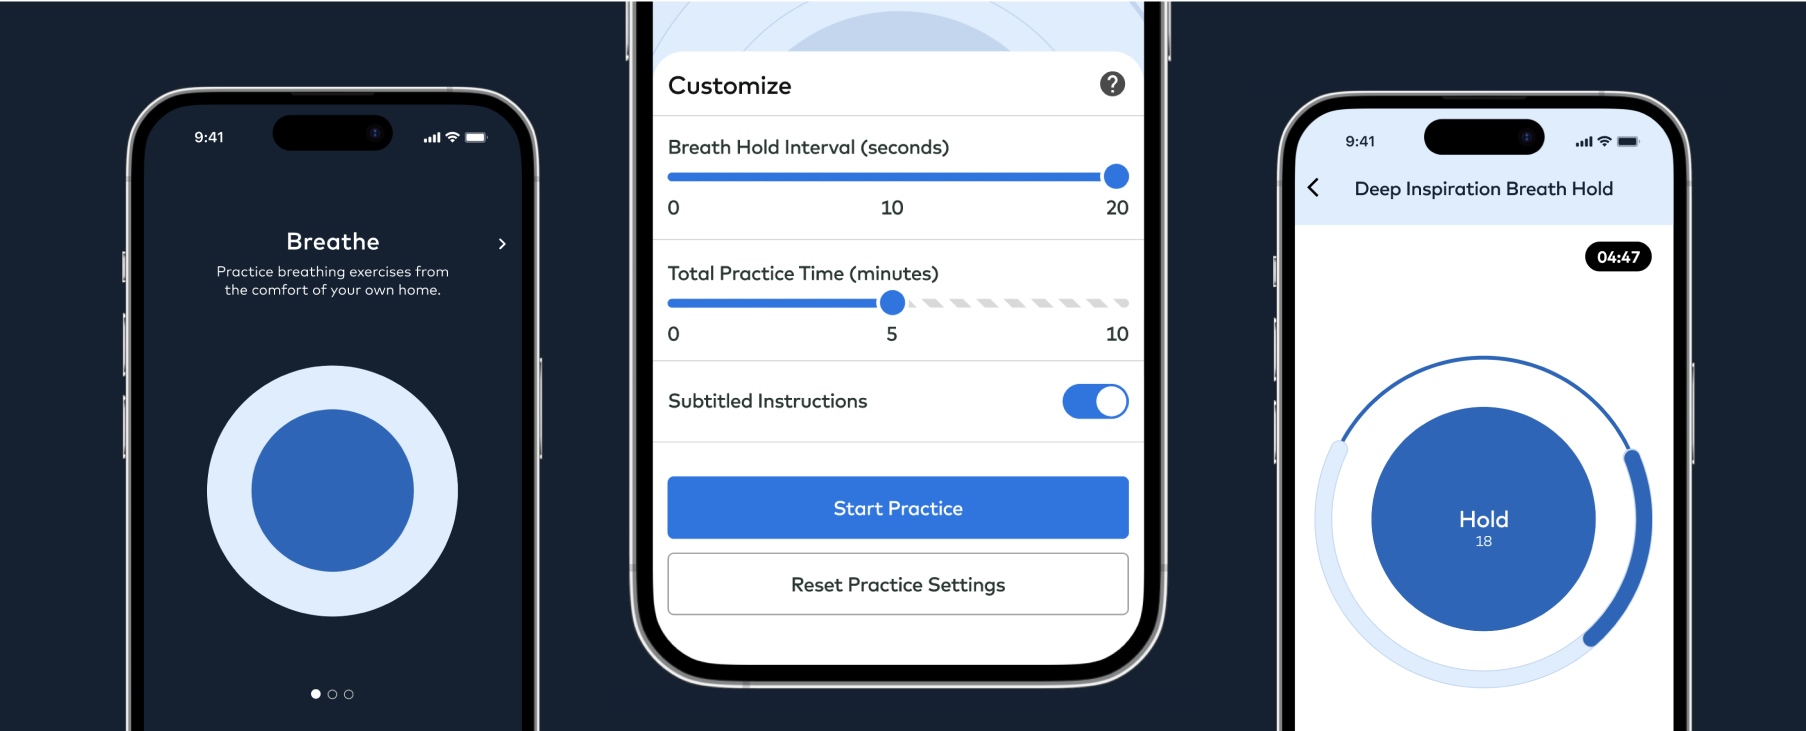 9:41
Breathe
Practice breathing exercises from
the comfort of your own home.
Customize
?
Breath Hold Interval (seconds)
0 10 20
Total Practice Time (minutes)
0 5 10
Subtitled Instructions
Start Practice
Reset Practice Settings
9:41
Deep Inspiration Breath Hold
04:47
Hold
18